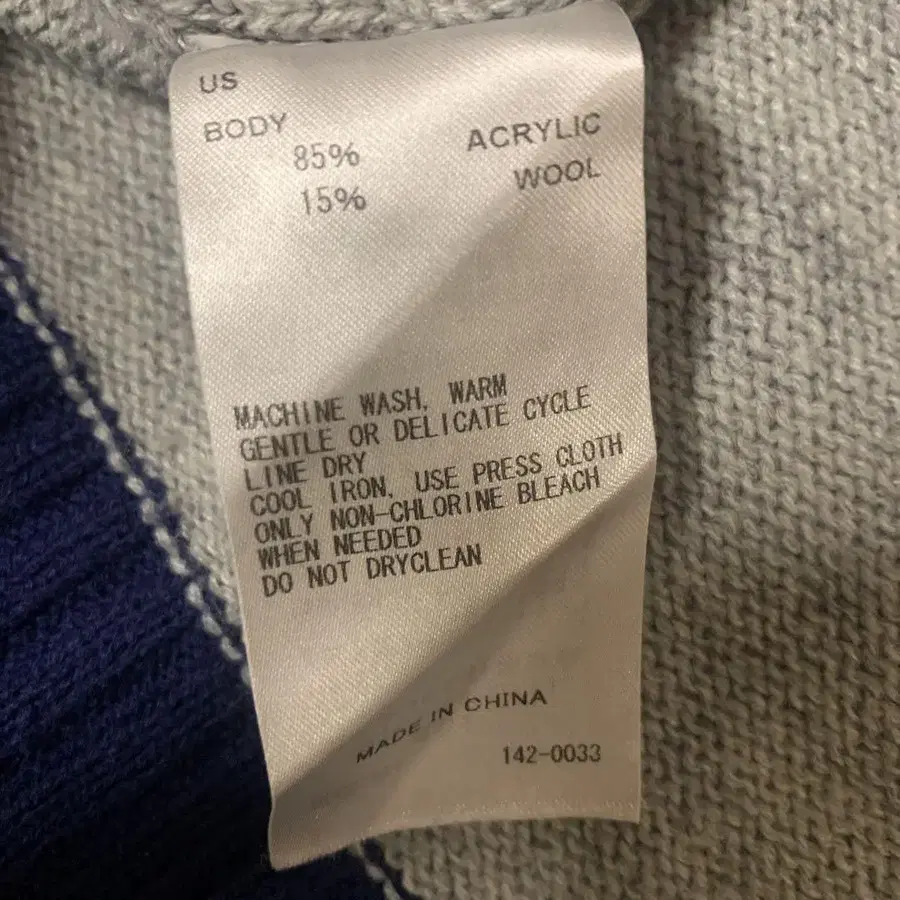 US
BODY
85% ACRYLIC
15% WOOL
MACHINE WASH, WARM
GENTLE OR DELICATE CYCLE
LINE DRY
COOL IRON, USE PRESS CLOTH
ONLY NON-CHLORINE BLEACH
WHEN NEEDED
DO NOT DRYCLEAN
MADE IN CHINA
142-0033